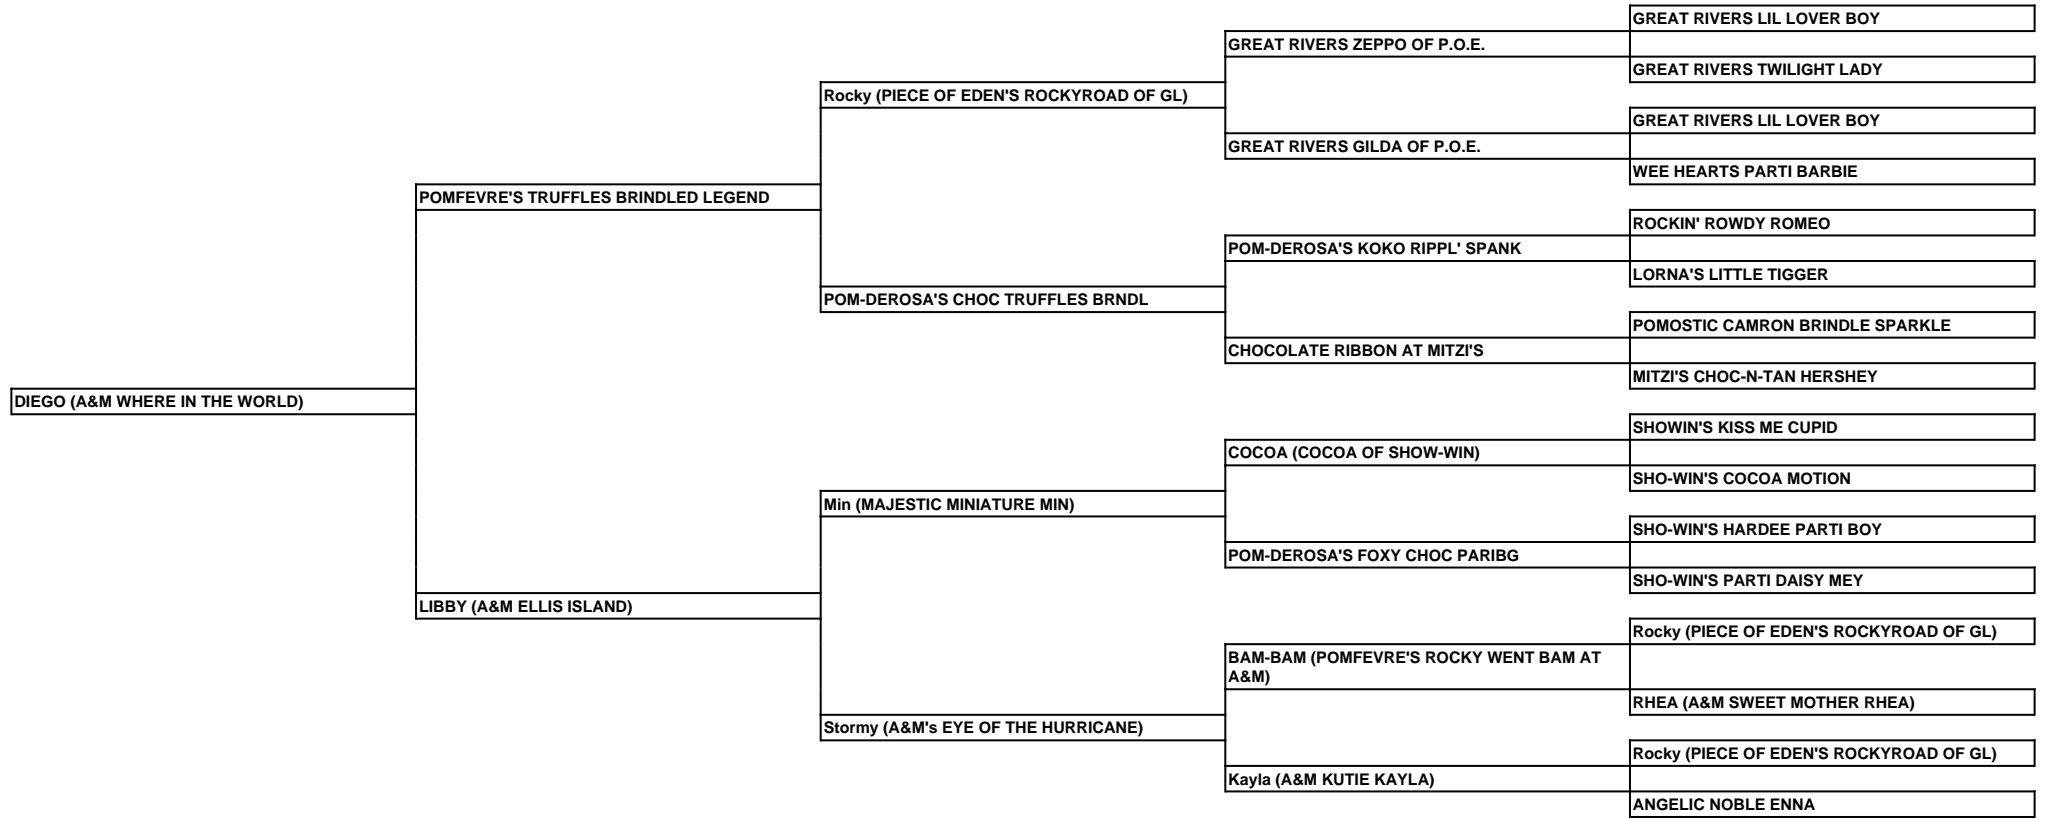 GREAT RIVERS LIL LOVER BOY
GREAT RIVERS ZEPPO OF P.O.E.
GREAT RIVERS TWILIGHT LADY
Rocky (PIECE OF EDEN'S ROCKYROAD OF GL)
GREAT RIVERS LIL LOVER BOY
GREAT RIVERS GILDA OF P.O.E.
WEE HEARTS PARTI BARBIE
POMFEVRE'S TRUFFLES BRINDLED LEGEND
ROCKIN' ROWDY ROMEO
POM-DEROSA'S KOKO RIPPL' SPANK
LORNA'S LITTLE TIGGER
POM-DEROSA'S CHOC TRUFFLES BRNDL
POMOSTIC CAMRON BRINDLE SPARKLE
CHOCOLATE RIBBON AT MITZI'S
MITZI'S CHOC-N-TAN HERSHEY
DIEGO (A&M WHERE IN THE WORLD)
SHOWIN'S KISS ME CUPID
COCOA (COCOA OF SHOW-WIN)
SHO-WIN'S COCOA MOTION
Min (MAJESTIC MINIATURE MIN)
SHO-WIN'S HARDEE PARTI BOY
POM-DEROSA'S FOXY CHOC PARIBG
SHO-WIN'S PARTI DAISY MEY
LIBBY (A&M ELLIS ISLAND)
Rocky (PIECE OF EDEN'S ROCKYROAD OF GL)
BAM-BAM (POMFEVRE'S ROCKY WENT BAM AT
A&M)
RHEA (A&M SWEET MOTHER RHEA)
Stormy (A&M's EYE OF THE HURRICANE)
Rocky (PIECE OF EDEN'S ROCKYROAD OF GL)
Kayla (A&M KUTIE KAYLA)
ANGELIC NOBLE ENNA